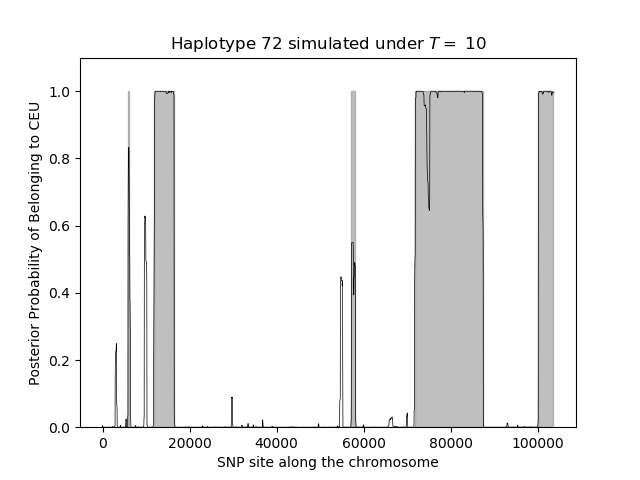 Haplotype 72 simulated under T = 10
Posterior Probability of Belonging to CEU
1.0
0.8
0.6
0.4
0.2
0.0
0 20000 40000 60000 80000 100000
SNP site along the chromosome